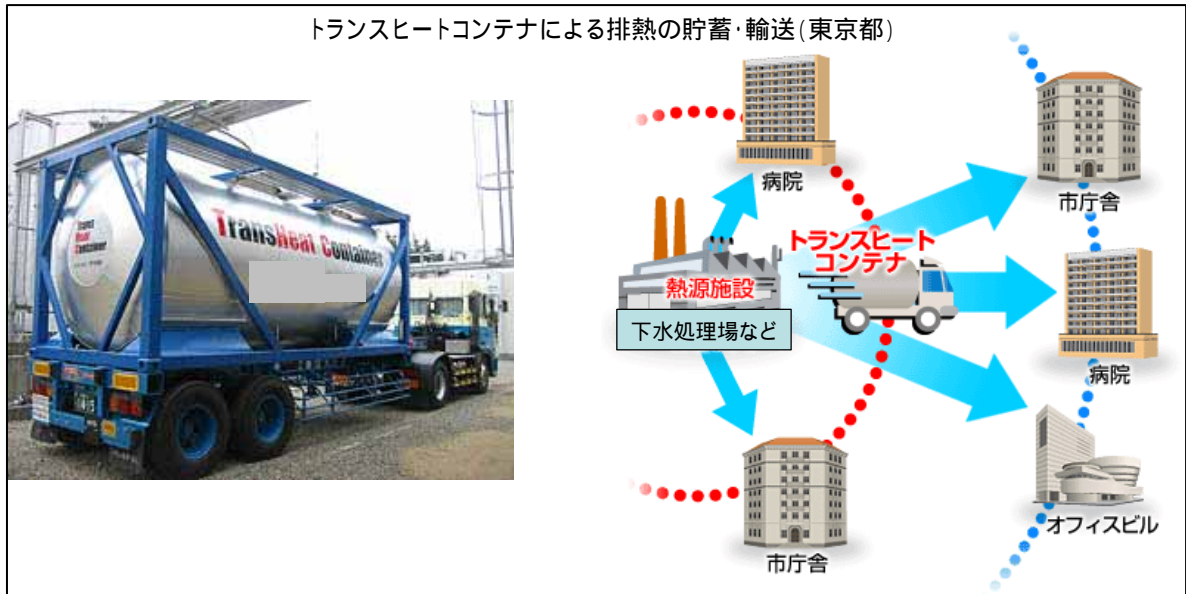 トランスヒートコンテナによる排熱の貯蓄・輸送(東京都)
TransHeat Container
Trans
Heat
Container
病院
市庁舎
トランスヒート
コンテナ
熱源施設
下水処理場など
病院
市庁舎
オフィスビル